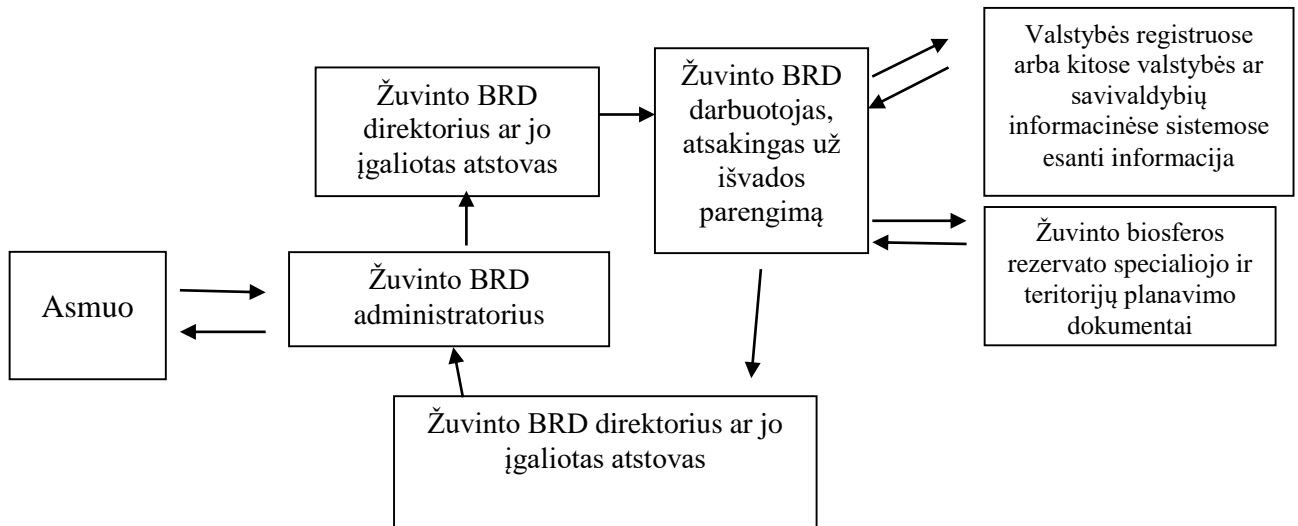 Žuvinto BRD
direktorius ar jo
įgaliotas atstovas
Žuvinto BRD
darbuotojas,
atsakingas už
išvados
parengimą
Valstybės registruose
arba kitose valstybės ar
savivaldybių
informacinėse sistemose
esanti informacija
Žuvinto biosferos
rezervato specialiojo ir
teritorijų planavimo
dokumentai
Asmuo
Žuvinto BRD
administratorius
Žuvinto BRD direktorius ar jo
įgaliotas atstovas